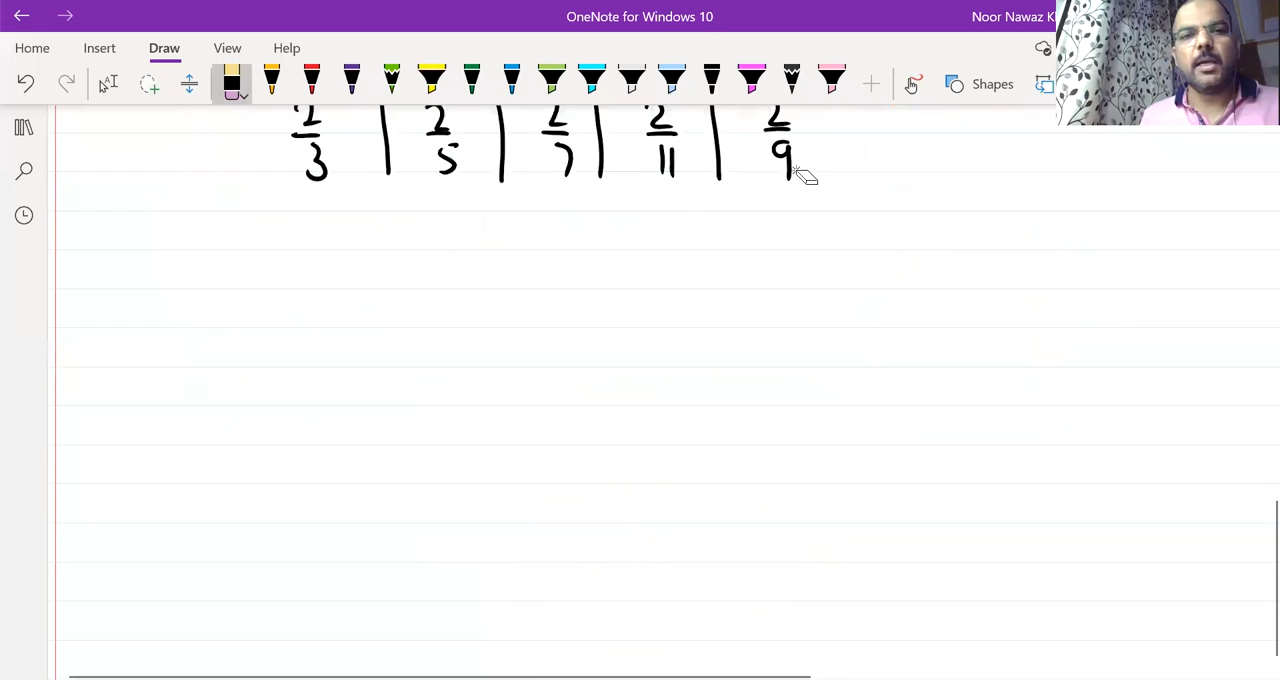 OneNote for Windows 10
Noor Nawaz K
Home Insert Draw View Help
Shapes
2/3 | 2/5 | 2/7 | 2/11 | 2/9